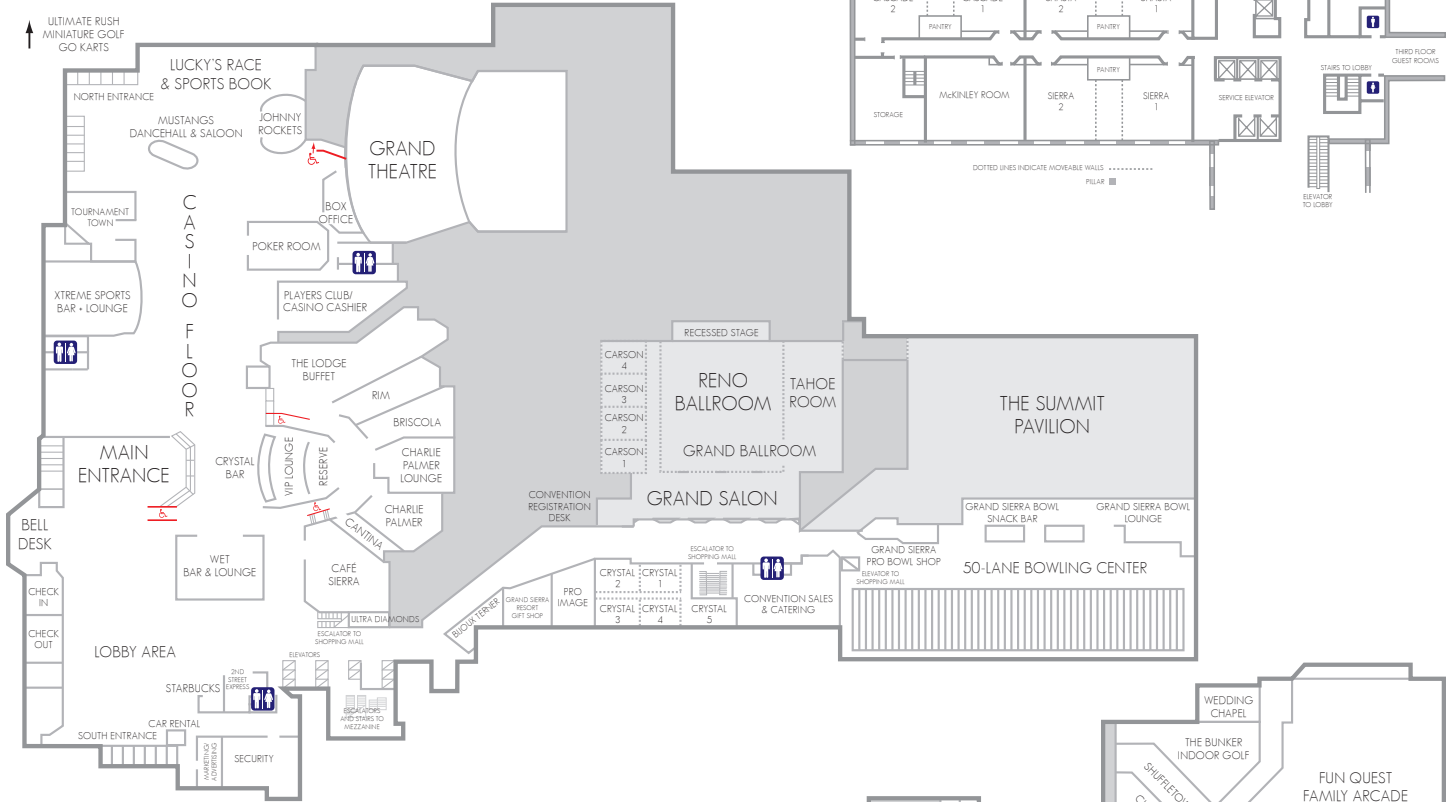 ULTIMATE RUSH
MINIATURE GOLF
GO KARTS
LUCKY'S RACE
& SPORTS BOOK
NORTH ENTRANCE
MUSTANGS
DANCEHALL & SALOON
JOHNNY
ROCKETS
GRAND
THEATRE
BOX
OFFICE
TOURNAMENT
TOWN
POKER ROOM
CASINO FLOOR
XTREME SPORTS
BAR • LOUNGE
PLAYERS CLUB/
CASINO CASHIER
THE LODGE
BUFFET
RIM
BRISCOLA
CHARLIE
PALMER
LOUNGE
CHARLIE
PALMER
CANTINA
CAFÉ
SIERRA
CRYSTAL
BAR
VIP LOUNGE
RESERVE
MAIN
ENTRANCE
BELL
DESK
WET
BAR & LOUNGE
CHECK
IN
CHECK
OUT
LOBBY AREA
ULTRA DIAMONDS
ESCALATOR TO
SHOPPING MALL
ELEVATORS
2ND
STREET
EXPRESS
STARBUCKS
ESCALATORS
AND STAIRS TO
MEZZANINE
CAR RENTAL
SOUTH ENTRANCE
MARKETING/
ADVERTISING
SECURITY
RECESSED STAGE
CARSON
4
CARSON
3
CARSON
2
CARSON
1
RENO
BALLROOM
TAHOE
ROOM
GRAND BALLROOM
GRAND SALON
CONVENTION
REGISTRATION
DESK
THE SUMMIT
PAVILION
GRAND SIERRA BOWL
SNACK BAR
GRAND SIERRA BOWL
LOUNGE
GRAND SIERRA
PRO BOWL SHOP
ELEVATOR TO
SHOPPING MALL
50-LANE BOWLING CENTER
ESCALATOR TO
SHOPPING MALL
BIJOUX TERNER
GRAND SIERRA
RESORT
GIFT SHOP
PRO
IMAGE
CRYSTAL
2
CRYSTAL
1
CRYSTAL
3
CRYSTAL
4
CRYSTAL
5
CONVENTION SALES
& CATERING
2
1
2
1
PANTRY
PANTRY
PANTRY
STORAGE
McKINLEY ROOM
SIERRA
2
SIERRA
1
SERVICE ELEVATOR
STAIRS TO LOBBY
THIRD FLOOR
GUEST ROOMS
ELEVATOR
TO LOBBY
DOTTED LINES INDICATE MOVEABLE WALLS
PILLAR
WEDDING
CHAPEL
THE BUNKER
INDOOR GOLF
FUN QUEST
FAMILY ARCADE